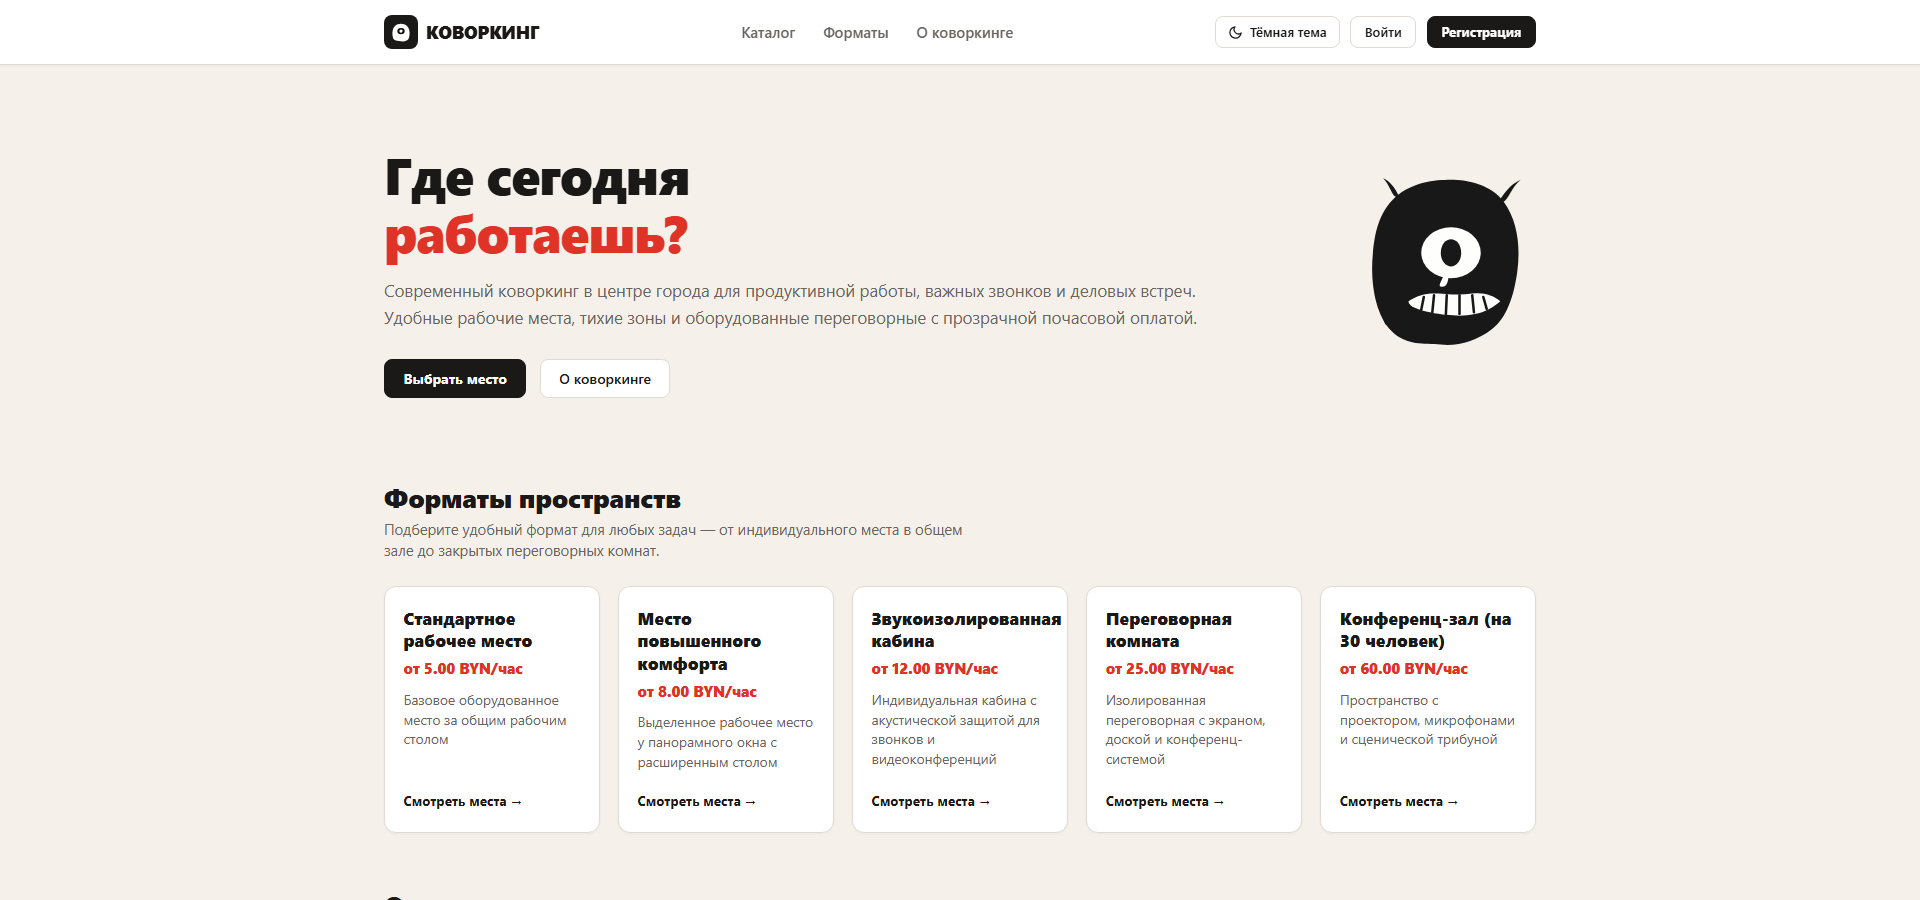 КОВОРКИНГ
Каталог
Форматы
О коворкинге
Тёмная тема
Войти
Регистрация
Где сегодня
работаешь?
Современный коворкинг в центре города для продуктивной работы, важных звонков и деловых встреч.
Удобные рабочие места, тихие зоны и оборудованные переговорные с прозрачной почасовой оплатой.
Выбрать место
О коворкинге
Форматы пространств
Подберите удобный формат для любых задач — от индивидуального места в общем
зале до закрытых переговорных комнат.
Стандартное
рабочее место
от 5.00 BYN/час
Базовое оборудованное
место за общим рабочим
столом
Смотреть места →
Место
повышенного
комфорта
от 8.00 BYN/час
Выделенное рабочее место
у панорамного окна с
расширенным столом
Смотреть места →
Звукоизолированная
кабина
от 12.00 BYN/час
Индивидуальная кабина с
акустической защитой для
звонков и
видеоконференций
Смотреть места →
Переговорная
комната
от 25.00 BYN/час
Изолированная
переговорная с экраном,
доской и конференц-
системой
Смотреть места →
Конференц-зал (на
30 человек)
от 60.00 BYN/час
Пространство с
проектором, микрофонами
и сценической трибуной
Смотреть места →